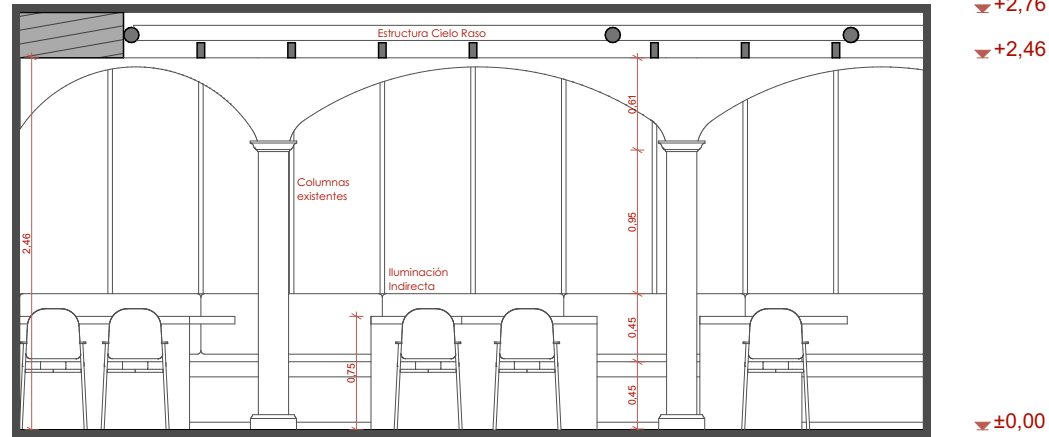 +2,76
Estructura Cielo Raso
+2,46
0,61
Columnas
existentes
0,95
2,46
Iluminación
Indirecta
0,45
0,75
0,45
±0,00